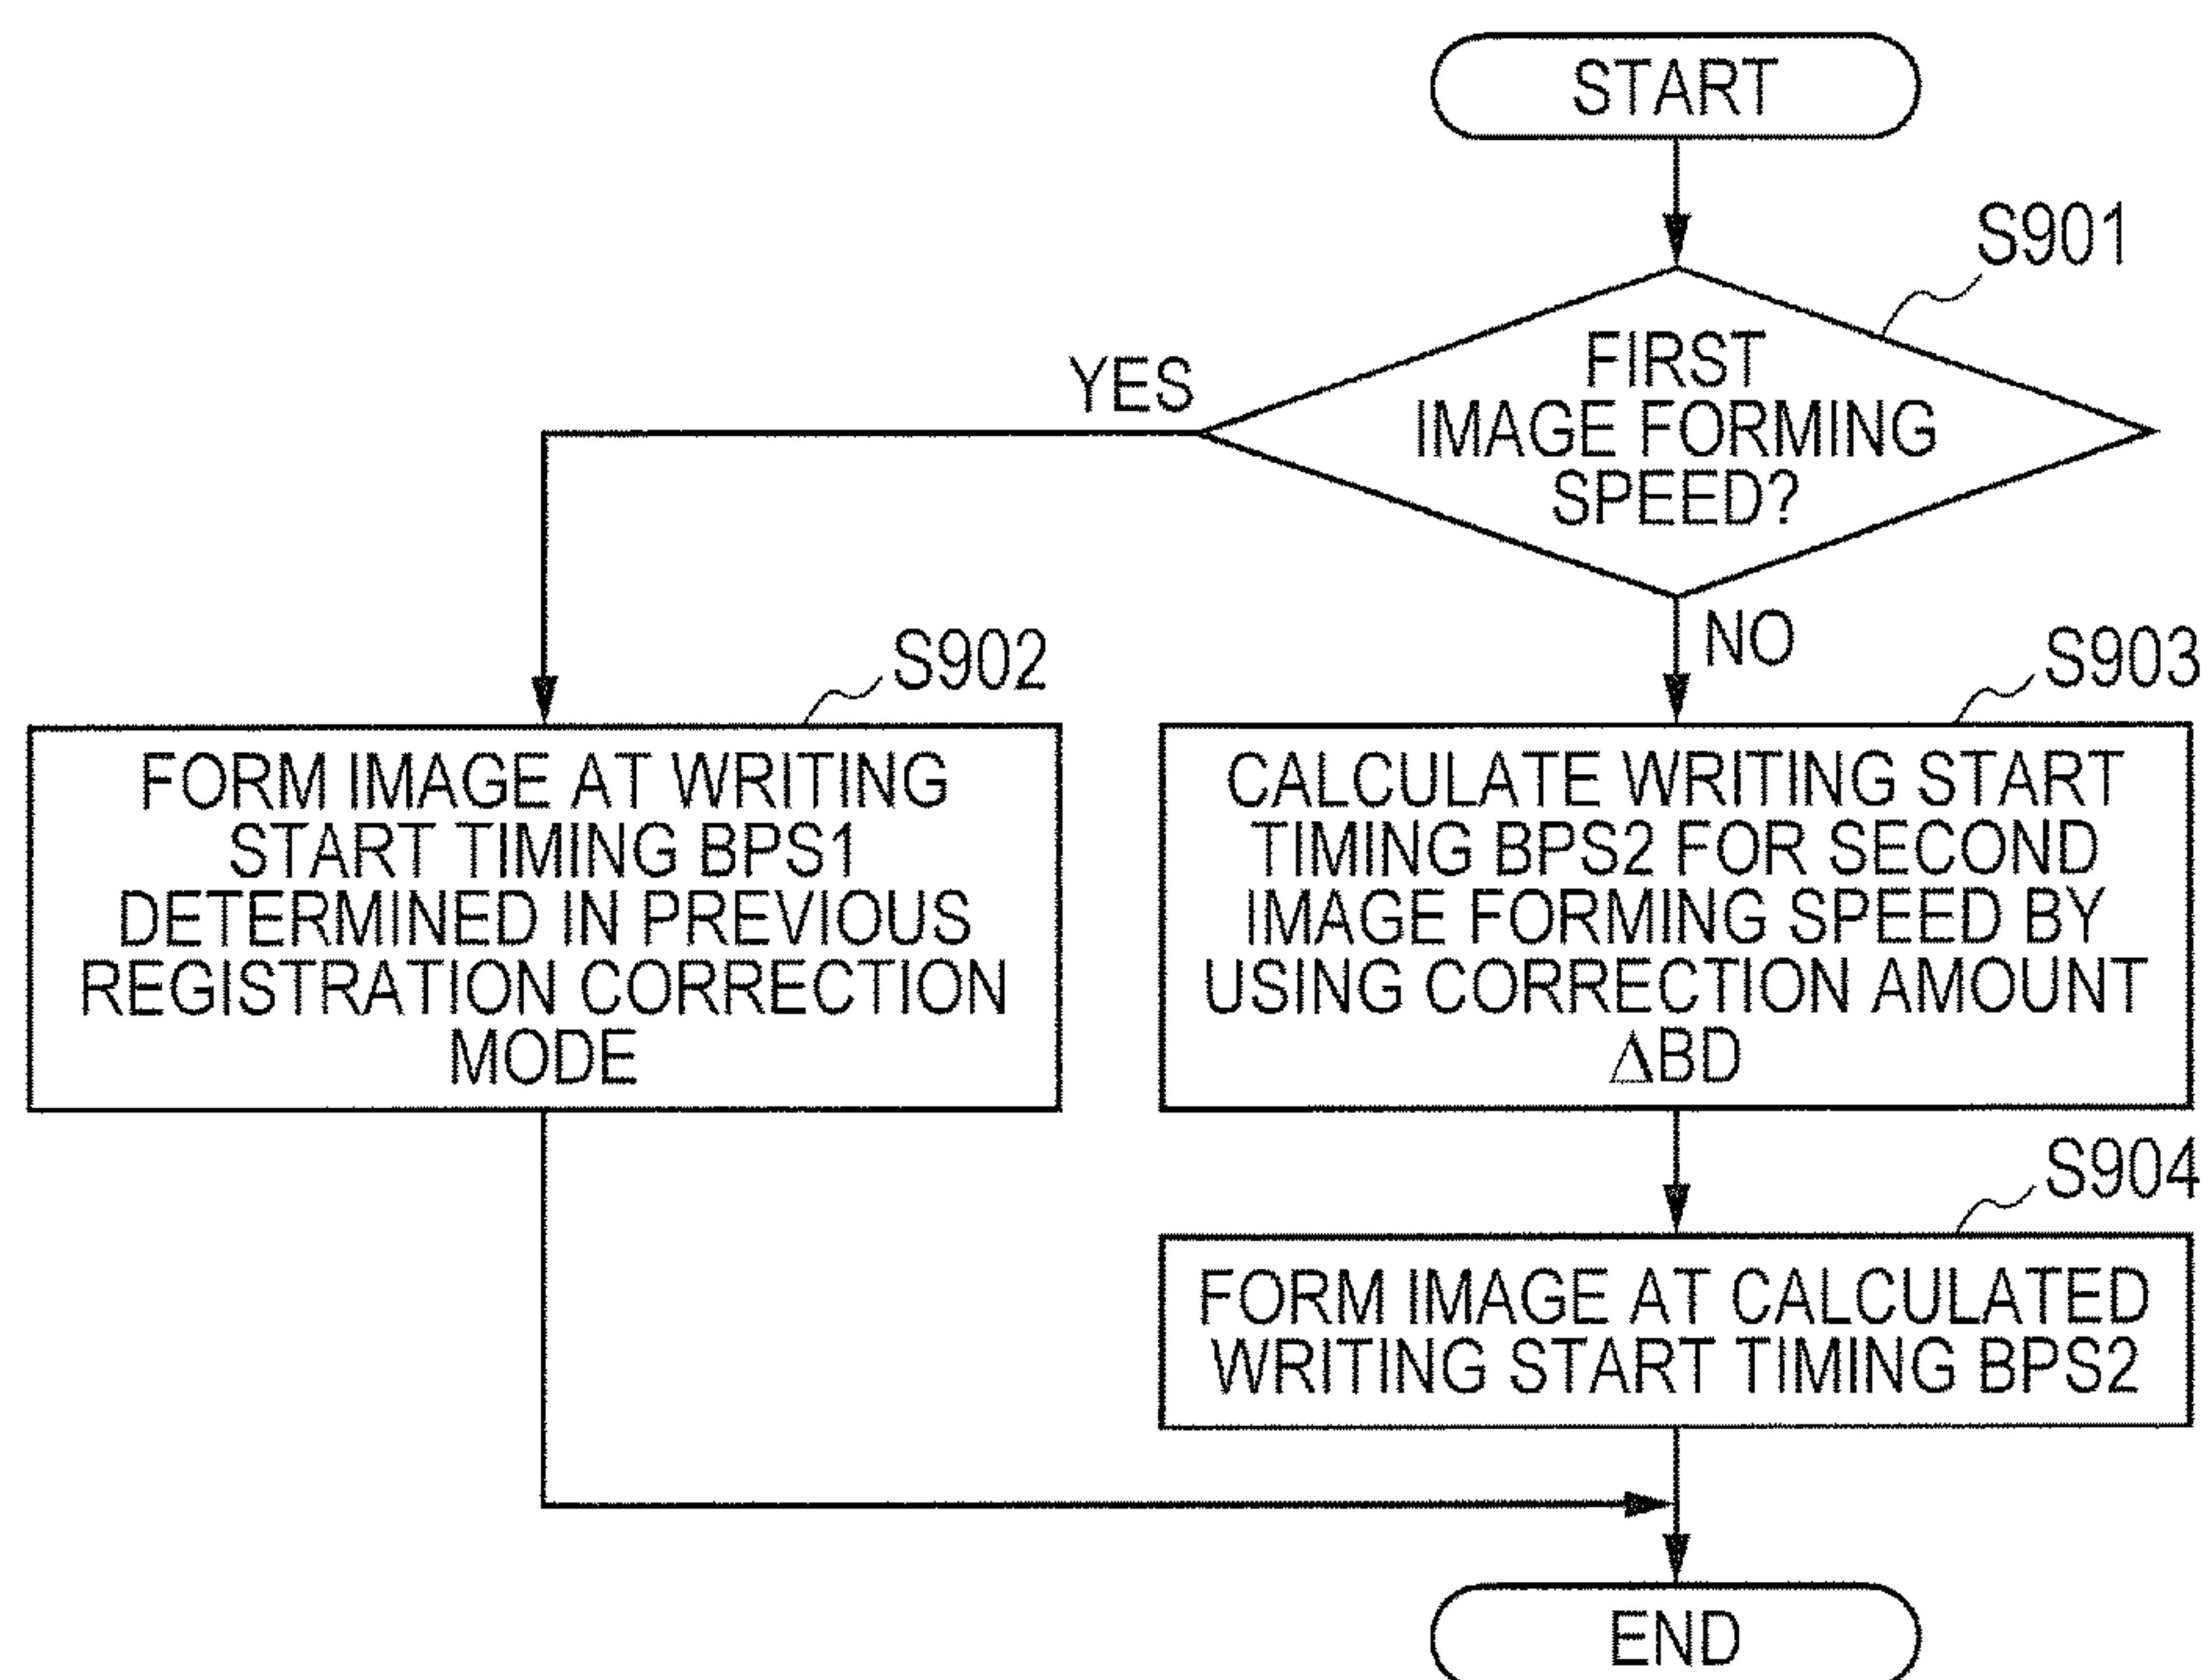 START
S901
FIRST
IMAGE FORMING
SPEED?
YES
NO
S902
FORM IMAGE AT WRITING
START TIMING BPS1
DETERMINED IN PREVIOUS
REGISTRATION CORRECTION
MODE
S903
CALCULATE WRITING START
TIMING BPS2 FOR SECOND
IMAGE FORMING SPEED BY
USING CORRECTION AMOUNT
ΔBD
S904
FORM IMAGE AT CALCULATED
WRITING START TIMING BPS2
END